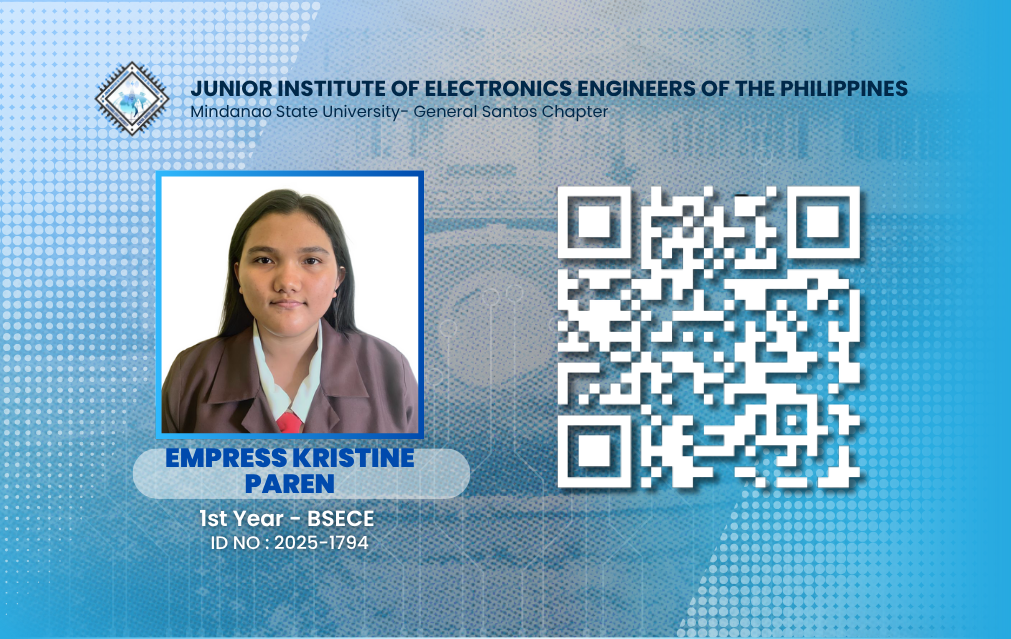 JUNIOR INSTITUTE OF ELECTRONICS ENGINEERS OF THE PHILIPPINES
Mindanao State University- General Santos Chapter
EMPRESS KRISTINE
PAREN
1st Year - BSECE
ID NO : 2025-1794